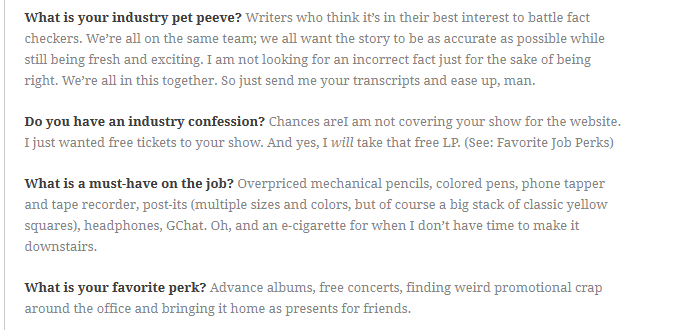 What is your industry pet peeve? Writers who think it’s in their best interest to battle fact
checkers. We’re all on the same team; we all want the story to be as accurate as possible while
still being fresh and exciting. I am not looking for an incorrect fact just for the sake of being
right. We’re all in this together. So just send me your transcripts and ease up, man.
Do you have an industry confession? Chances areI am not covering your show for the website.
I just wanted free tickets to your show. And yes, I will take that free LP. (See: Favorite Job Perks)
What is a must-have on the job? Overpriced mechanical pencils, colored pens, phone tapper
and tape recorder, post-its (multiple sizes and colors, but of course a big stack of classic yellow
squares), headphones, GChat. Oh, and an e-cigarette for when I don’t have time to make it
downstairs.
What is your favorite perk? Advance albums, free concerts, finding weird promotional crap
around the office and bringing it home as presents for friends.